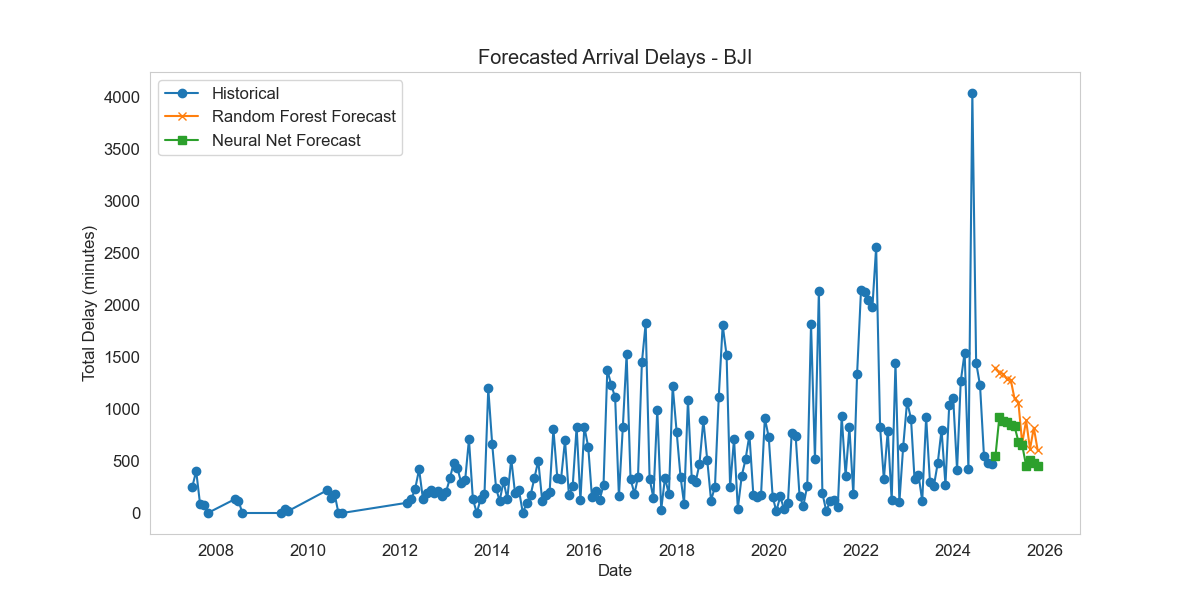 Forecasted Arrival Delays - BJI
Historical
Random Forest Forecast
Neural Net Forecast
4000
3500
3000
2500
2000
1500
1000
500
0
Total Delay (minutes)
2008 2010 2012 2014 2016 2018 2020 2022 2024 2026
Date